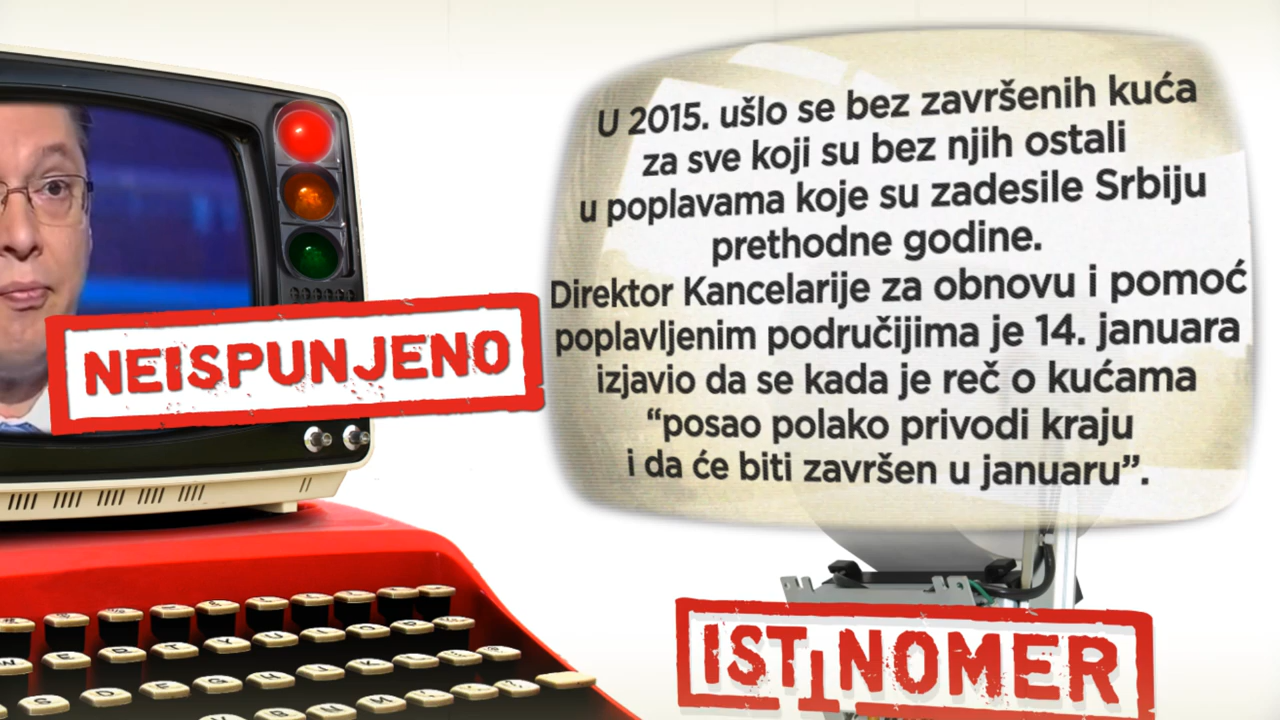 U 2015. ušlo se bez završenih kuća
za sve koji su bez njih ostali
u poplavama koje su zadesile Srbiju
prethodne godine.
Direktor Kancelarije za obnovu i pomoć
poplavljenim područijima je 14. januara
izjavio da se kada je reč o kućama
“posao polako privodi kraju
i da će biti završen u januaru”.
NEISPUNJENO
ISTINOMER